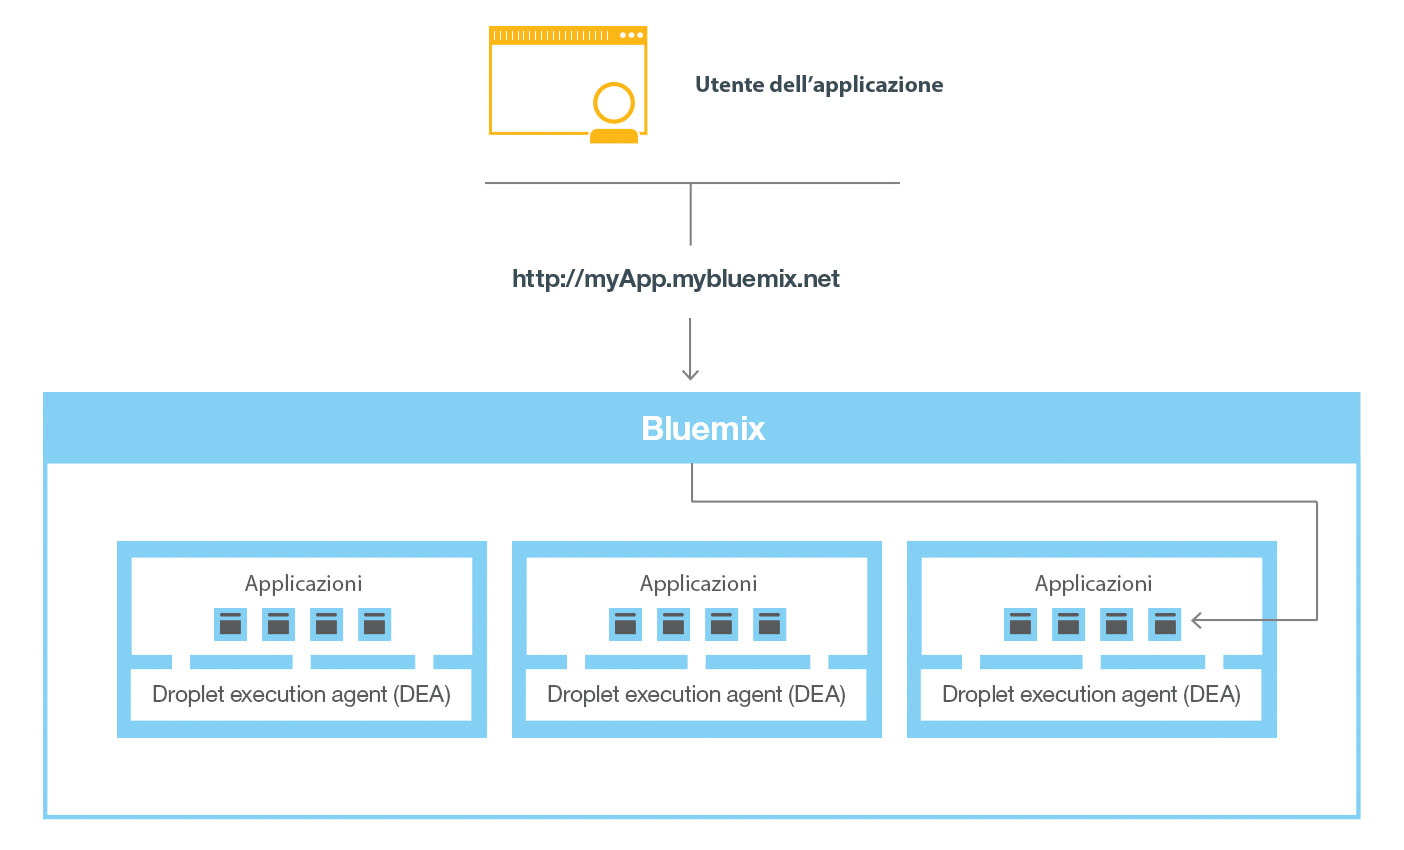 Utente dell’applicazione
http://myApp.mybluemix.net
Bluemix
Applicazioni
Droplet execution agent (DEA)
Applicazioni
Droplet execution agent (DEA)
Applicazioni
Droplet execution agent (DEA)